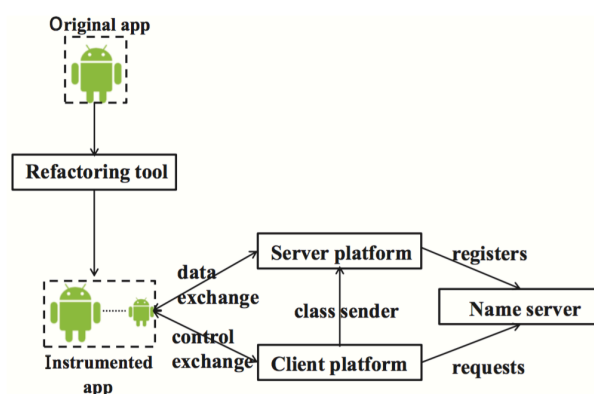 Original app
Refactoring tool
Server platform
registers
data
exchange
class sender
Name server
control
exchange
Instrumented
app
Client platform
requests